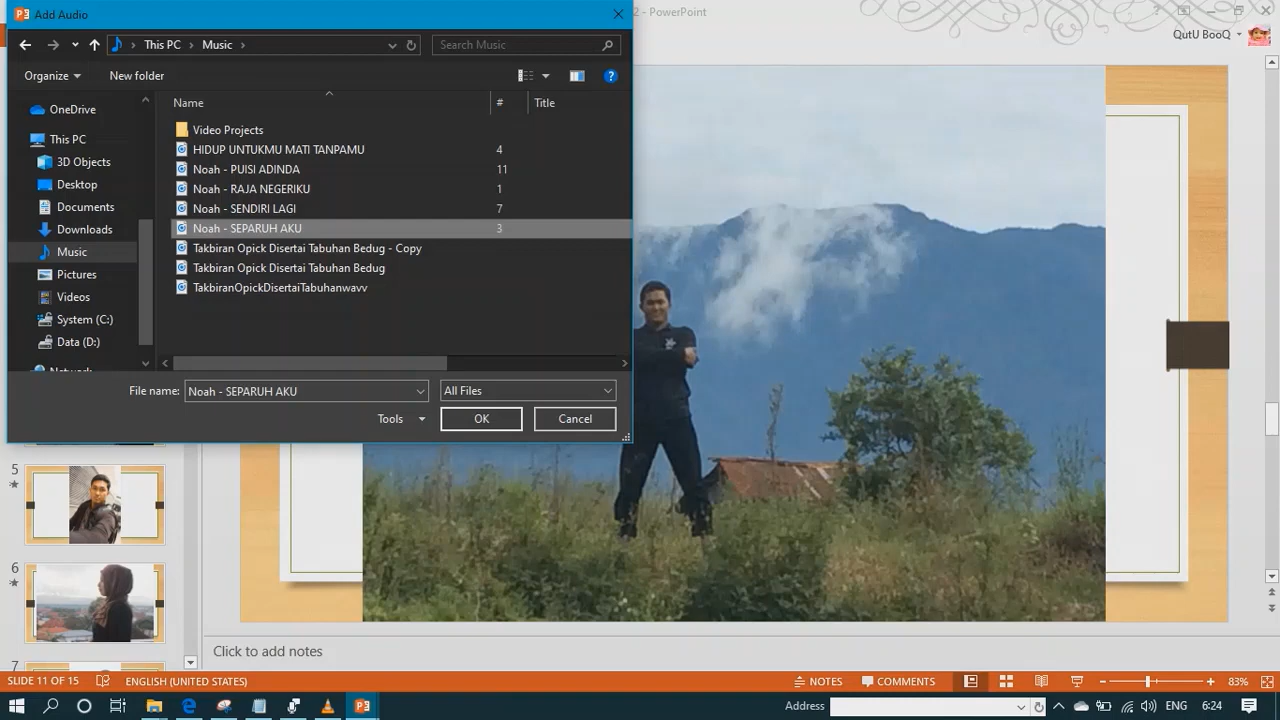 Add Audio
2 - PowerPoint
QutU BooQ
This PC
Music
Search Music
Organize
New folder
Name
#
Title
OneDrive
This PC
3D Objects
Desktop
Documents
Downloads
Music
Pictures
Videos
System (C:)
Data (D:)
Network
Video Projects
HIDUP UNTUKMU MATI TANPAMU 4
Noah - PUISI ADINDA 11
Noah - RAJA NEGERIKU 1
Noah - SENDIRI LAGI 7
Noah - SEPARUH AKU 3
Takbiran Opick Disertai Tabuhan Bedug - Copy
Takbiran Opick Disertai Tabuhan Bedug
TakbiranOpickDisertaiTabuhanwavv
File name: Noah - SEPARUH AKU
All Files
Tools
OK
Cancel
5
6
7
Click to add notes
SLIDE 11 OF 15
ENGLISH (UNITED STATES)
NOTES
COMMENTS
83%
Address
ENG
6:24